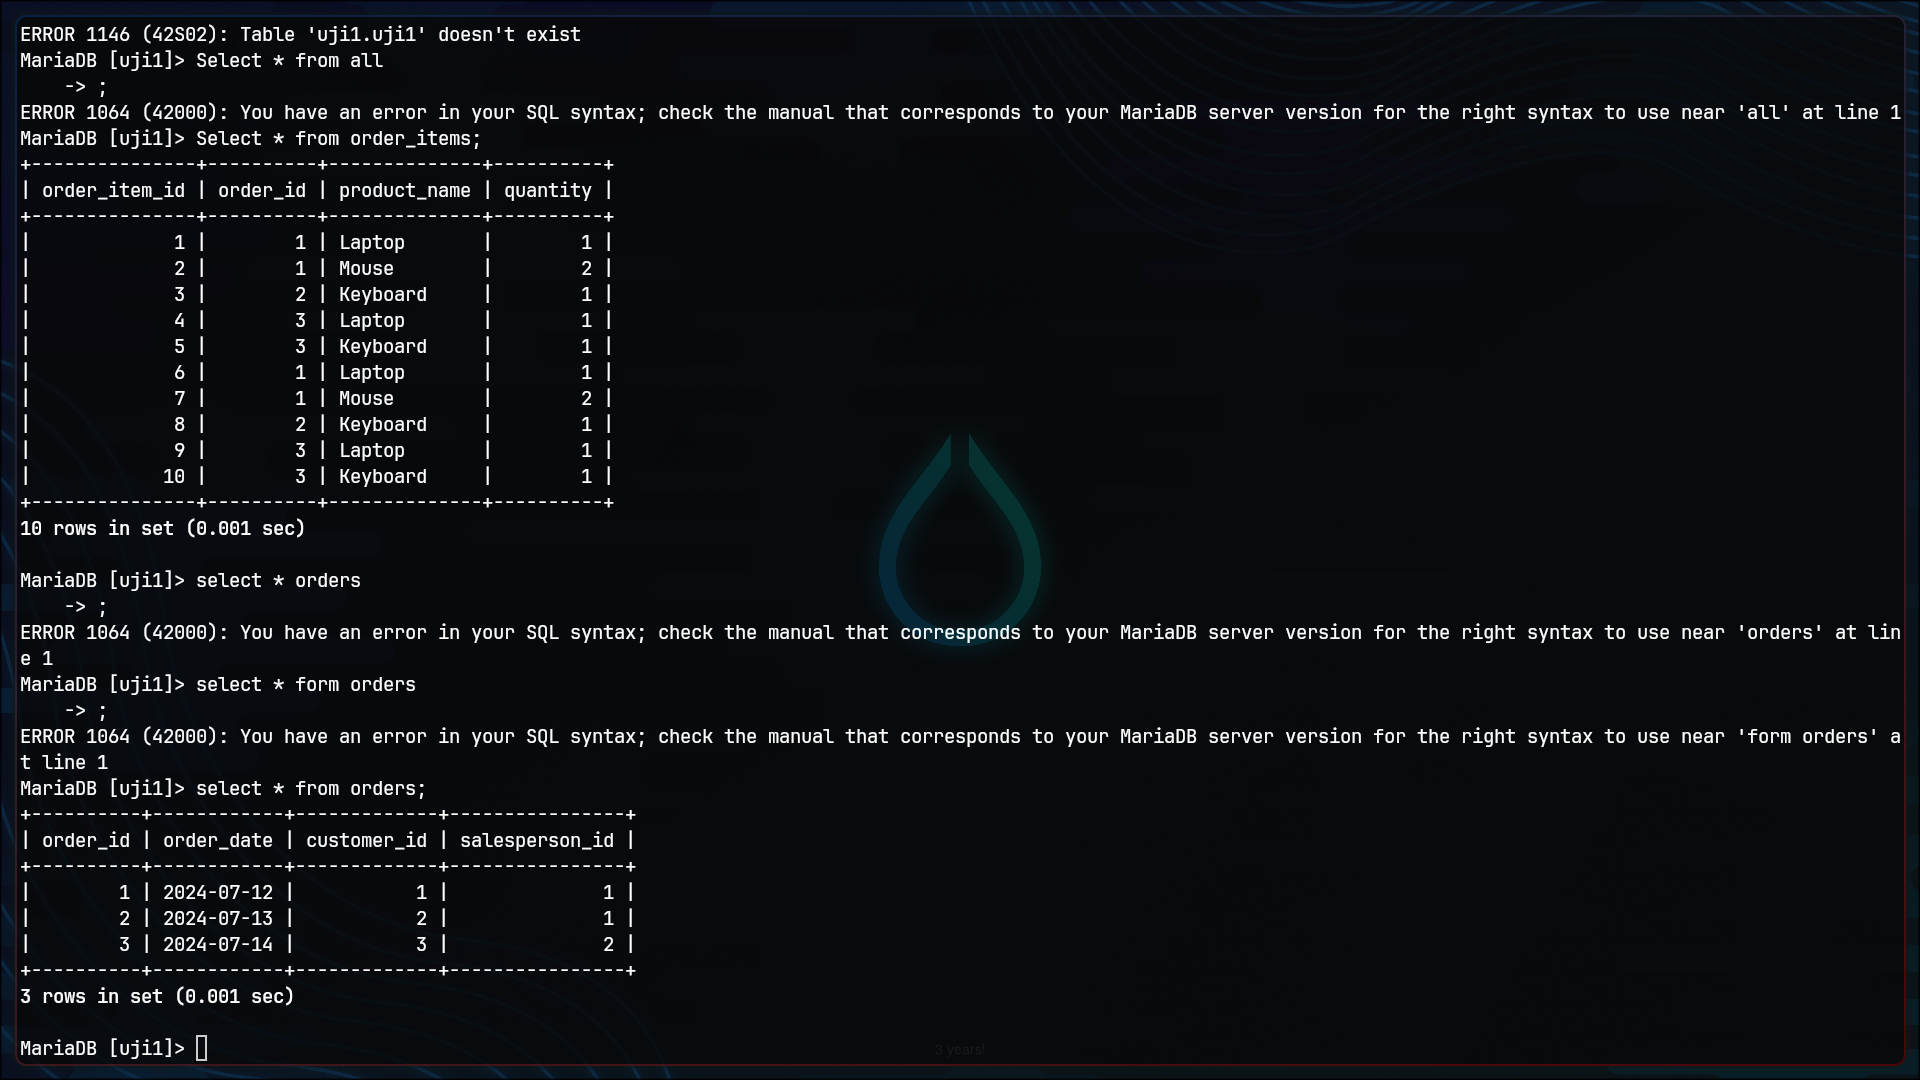 ERROR 1146 (42S02): Table 'uji1.uji1' doesn't exist
MariaDB [uji1]> Select * from all
    -> ;
ERROR 1064 (42000): You have an error in your SQL syntax; check the manual that corresponds to your MariaDB server version for the right syntax to use near 'all' at line 1
MariaDB [uji1]> Select * from order_items;
+---------------+----------+--------------+----------+
| order_item_id | order_id | product_name | quantity |
+---------------+----------+--------------+----------+
|             1 |        1 | Laptop       |        1 |
|             2 |        1 | Mouse        |        2 |
|             3 |        2 | Keyboard     |        1 |
|             4 |        3 | Laptop       |        1 |
|             5 |        3 | Keyboard     |        1 |
|             6 |        1 | Laptop       |        1 |
|             7 |        1 | Mouse        |        2 |
|             8 |        2 | Keyboard     |        1 |
|             9 |        3 | Laptop       |        1 |
|            10 |        3 | Keyboard     |        1 |
+---------------+----------+--------------+----------+
10 rows in set (0.001 sec)

MariaDB [uji1]> select * orders
    -> ;
ERROR 1064 (42000): You have an error in your SQL syntax; check the manual that corresponds to your MariaDB server version for the right syntax to use near 'orders' at lin
e 1
MariaDB [uji1]> select * form orders
    -> ;
ERROR 1064 (42000): You have an error in your SQL syntax; check the manual that corresponds to your MariaDB server version for the right syntax to use near 'form orders' a
t line 1
MariaDB [uji1]> select * from orders;
+----------+------------+-------------+----------------+
| order_id | order_date | customer_id | salesperson_id |
+----------+------------+-------------+----------------+
|        1 | 2024-07-12 |           1 |              1 |
|        2 | 2024-07-13 |           2 |              1 |
|        3 | 2024-07-14 |           3 |              2 |
+----------+------------+-------------+----------------+
3 rows in set (0.001 sec)

MariaDB [uji1]>
3 years!